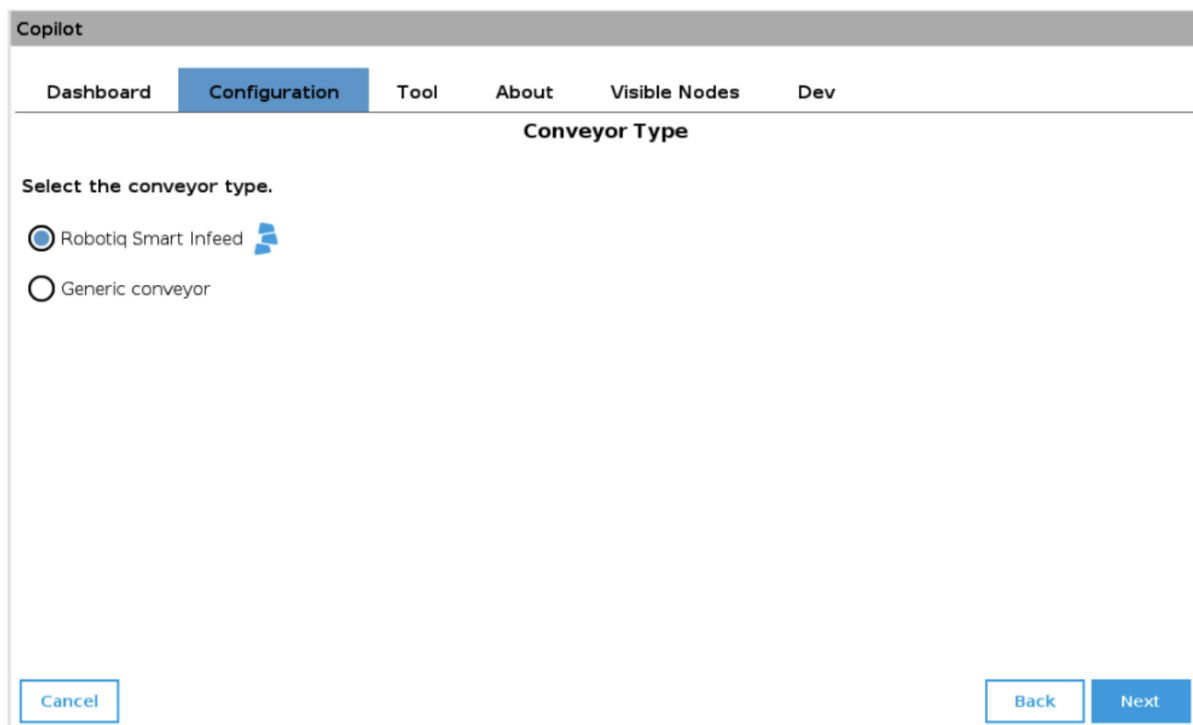 Copilot
Dashboard Configuration Tool About Visible Nodes Dev
Conveyor Type
Select the conveyor type.
Robotiq Smart Infeed
Generic conveyor
Cancel Back Next